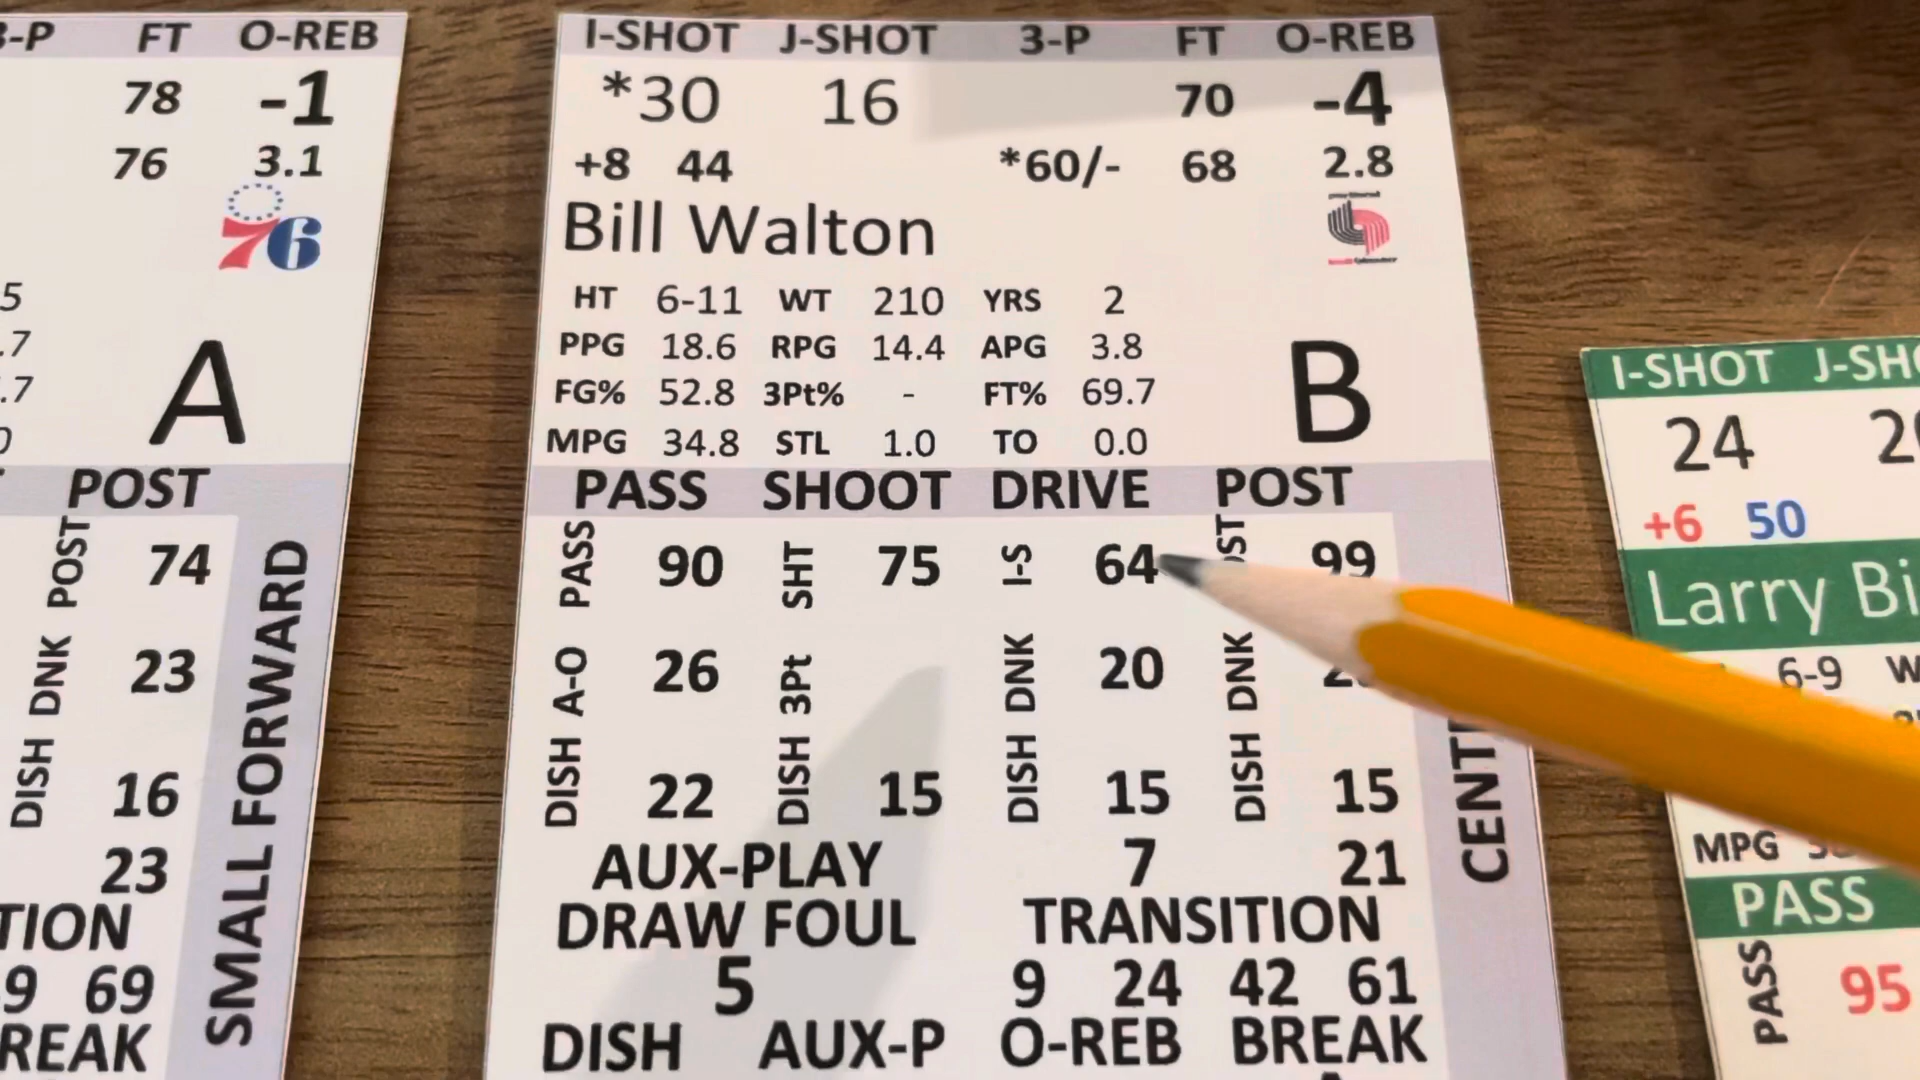 3-P FT O-REB
78 -1
76 3.1
76
5
.7
.7
0
A
POST
POST 74
DNK 23
DISH 16
23
TION
9 69
REAK
SMALL FORWARD
I-SHOT J-SHOT 3-P FT O-REB
*30 16 70 -4
+8 44 *60/- 68 2.8
Bill Walton
HT 6-11 WT 210 YRS 2
PPG 18.6 RPG 14.4 APG 3.8
FG% 52.8 3Pt% - FT% 69.7
MPG 34.8 STL 1.0 TO 0.0
B
PASS SHOOT DRIVE POST
PASS 90 SHT 75 I-S 64 OST 99
A-O 26 3Pt DNK 20 DNK
DISH 22 DISH 15 DISH 15 DISH 15
AUX-PLAY 7 21
DRAW FOUL TRANSITION
5 9 24 42 61
DISH AUX-P O-REB BREAK
CENT
I-SHOT J-SH
24
+6 50
Larry Bi
6-9 W
MPG
PASS
PASS 95